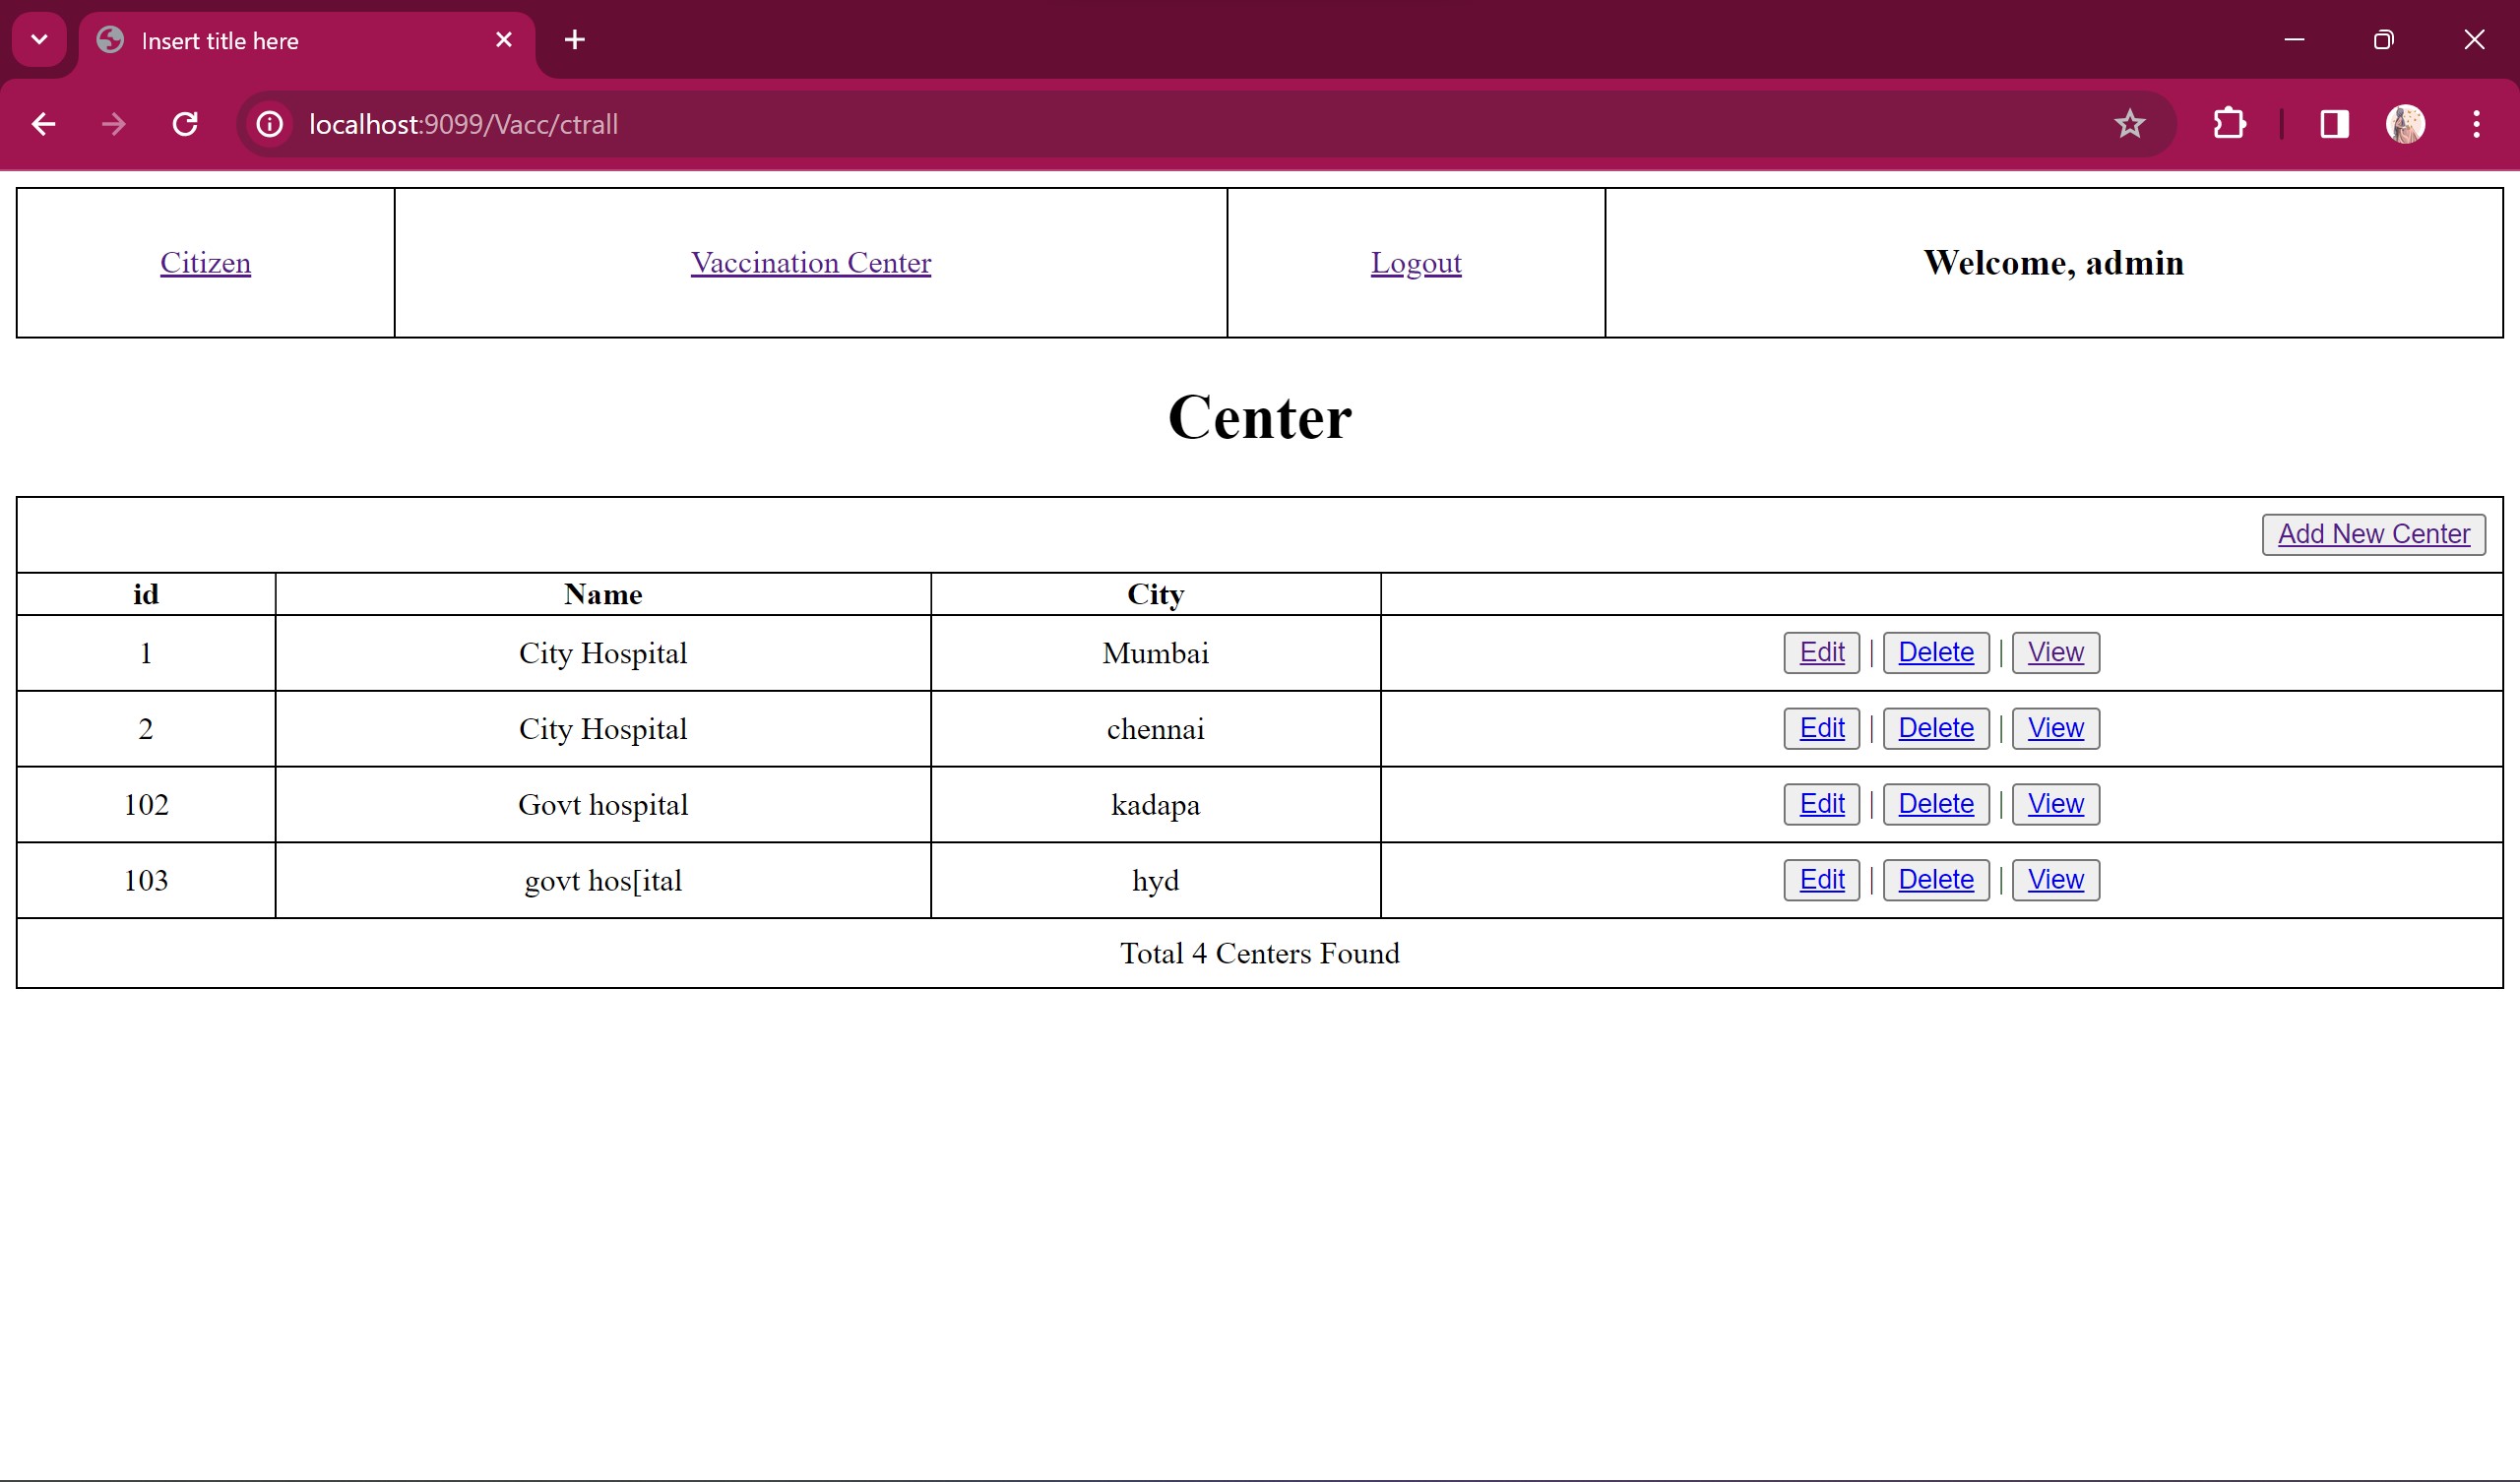 Insert title here
localhost:9099/Vacc/ctrall
Citizen Vaccination Center Logout Welcome, admin
Center
Add New Center
id Name City
1 City Hospital Mumbai Edit | Delete | View
2 City Hospital chennai Edit | Delete | View
102 Govt hospital kadapa Edit | Delete | View
103 govt hos[ital hyd Edit | Delete | View
Total 4 Centers Found